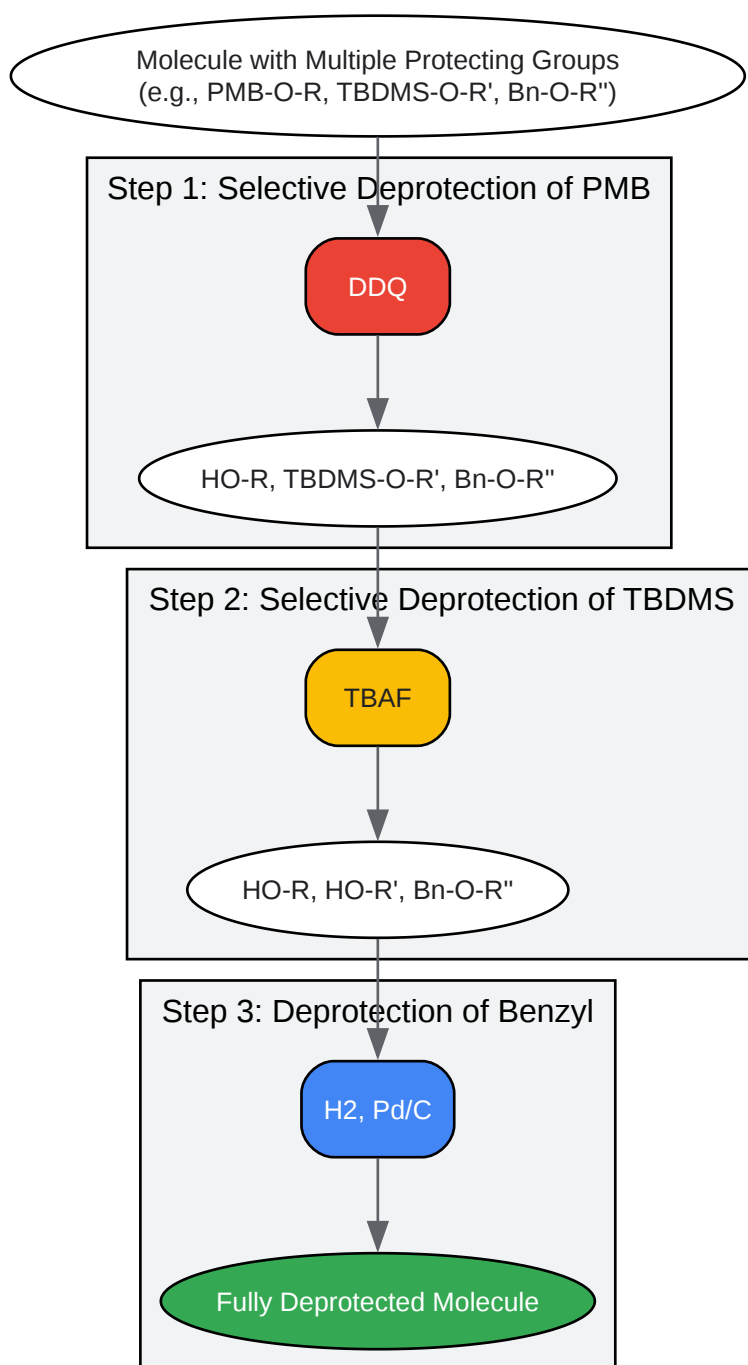 Molecule with Multiple Protecting Groups
(e.g., PMB-O-R, TBDMS-O-R', Bn-O-R")
Step 1: Selective Deprotection of PMB
DDQ
HO-R, TBDMS-O-R', Bn-O-R"
Step 2: Selective Deprotection of TBDMS
TBAF
HO-R, HO-R', Bn-O-R"
Step 3: Deprotection of Benzyl
H2, Pd/C
Fully Deprotected Molecule